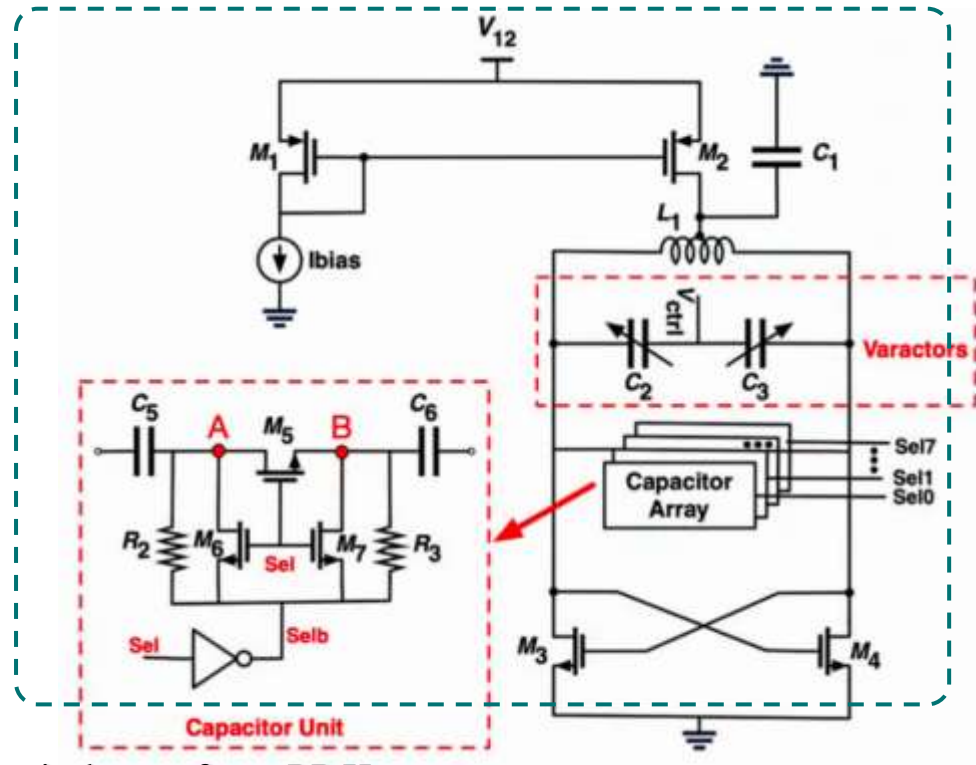 V12
M1
M2
C1
L1
Ibias
Vctrl
Varactors
C2
C3
C5
M5
C6
A
B
Sel7
Sel1
Sel0
Capacitor
Array
R2
M6
M7
R3
Sel
Sel
Selb
M3
M4
Capacitor Unit